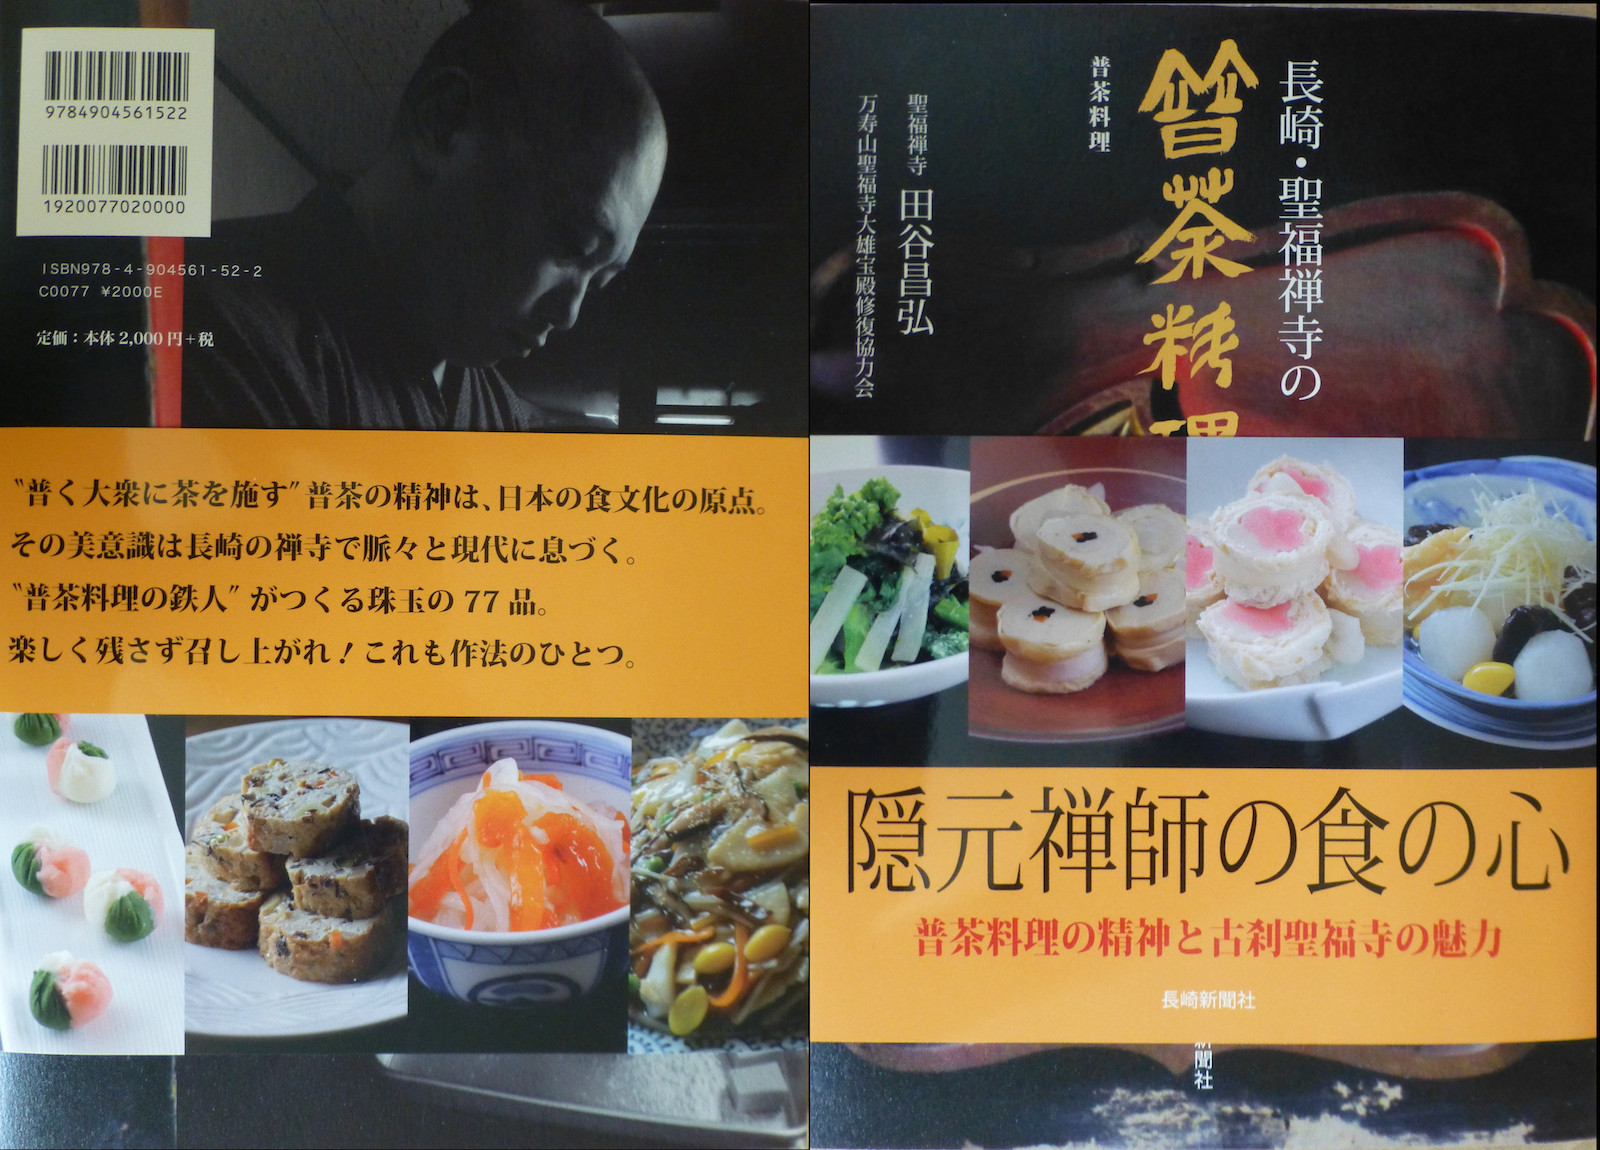 9784904561522
1920077020000
ISBN978-4-904561-52-2
C0077 ¥2000E
定価：本体2,000円＋税
〝普く大衆に茶を施す〟普茶の精神は、日本の食文化の原点。
その美意識は長崎の禅寺で脈々と現代に息づく。
〝普茶料理の鉄人〟がつくる珠玉の77品。
楽しく残さず召し上がれ！これも作法のひとつ。
長崎・聖福禅寺の
普茶料理
普茶料理
聖福禅寺 田谷昌弘
万寿山聖福寺大雄宝殿修復協力会
隠元禅師の食の心
普茶料理の精神と古刹聖福寺の魅力
長崎新聞社
新聞社